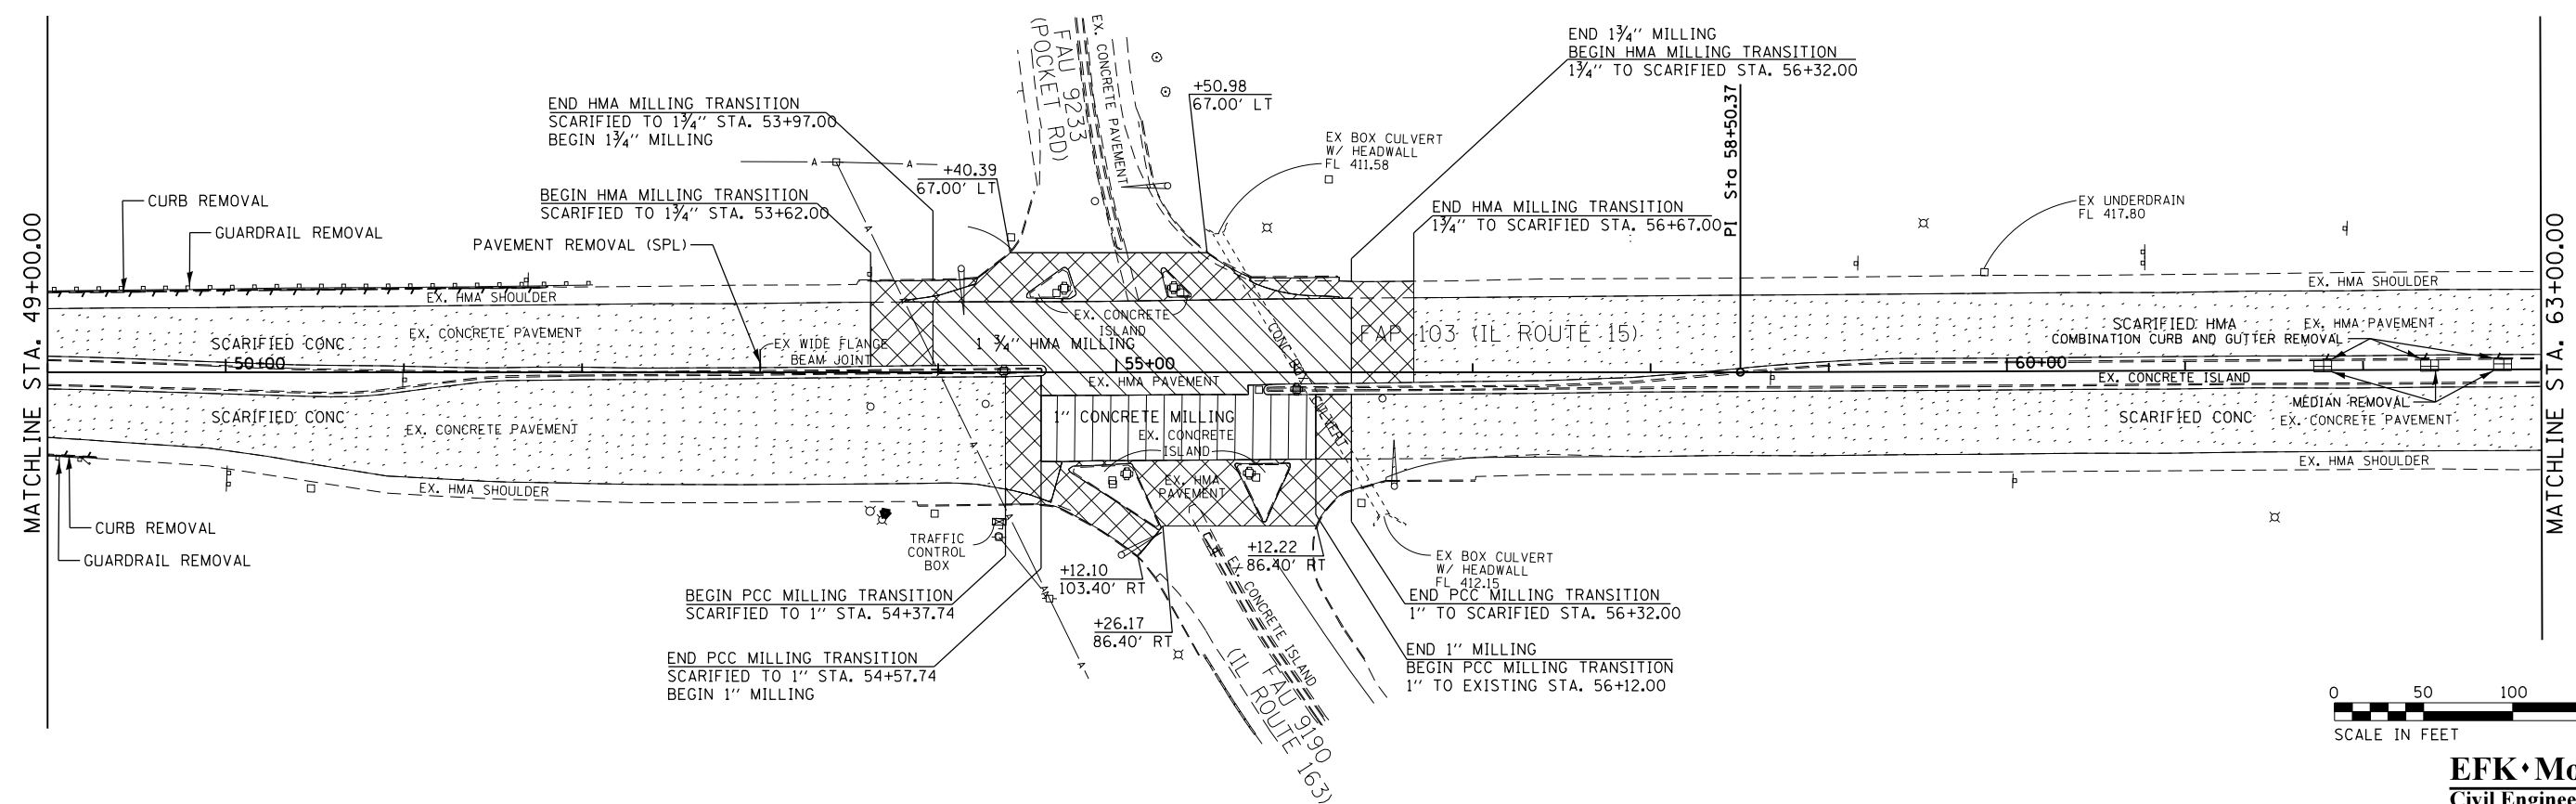 MATCHLINE STA. 49+00.00
END HMA MILLING TRANSITION
SCARIFIED TO 1¾'' STA. 53+97.00
BEGIN 1¾'' MILLING
BEGIN HMA MILLING TRANSITION
SCARIFIED TO 1¾'' STA. 53+62.00
CURB REMOVAL
GUARDRAIL REMOVAL
PAVEMENT REMOVAL (SPL)
(POCKET RD)
FAU 9233
EX. CONCRETE PAVEMENT
+40.39
67.00' LT
+50.98
67.00' LT
A
A
A
A
A
A
EX BOX CULVERT
W/ HEADWALL
FL 411.58
END 1¾'' MILLING
BEGIN HMA MILLING TRANSITION
1¾'' TO SCARIFIED STA. 56+32.00
END HMA MILLING TRANSITION
1¾'' TO SCARIFIED STA. 56+67.00
PI Sta 58+50.37
EX UNDERDRAIN
FL 417.80
EX. HMA SHOULDER
EX. HMA SHOULDER
SCARIFIED CONC
EX. CONCRETE PAVEMENT
50+00
EX WIDE FLANGE
BEAM JOINT
EX. CONCRETE
ISLAND
1 ¾'' HMA MILLING
55+00
EX. HMA PAVEMENT
CONC BOX CULVERT
FAP 103 (IL ROUTE 15)
SCARIFIED HMA
EX. HMA PAVEMENT
COMBINATION CURB AND GUTTER REMOVAL
60+00
EX. CONCRETE ISLAND
MEDIAN REMOVAL
SCARIFIED CONC
EX. CONCRETE PAVEMENT
SCARIFIED CONC
EX. CONCRETE PAVEMENT
1'' CONCRETE MILLING
EX. CONCRETE
ISLAND
EX. HMA
PAVEMENT
EX. HMA SHOULDER
EX. HMA SHOULDER
CURB REMOVAL
GUARDRAIL REMOVAL
TRAFFIC
CONTROL
BOX
BEGIN PCC MILLING TRANSITION
SCARIFIED TO 1'' STA. 54+37.74
END PCC MILLING TRANSITION
SCARIFIED TO 1'' STA. 54+57.74
BEGIN 1'' MILLING
+12.10
103.40' RT
+26.17
86.40' RT
+12.22
86.40' RT
EX. CONCRETE ISLAND
FAU 9190
(IL ROUTE 163)
EX BOX CULVERT
W/ HEADWALL
FL 412.15
END PCC MILLING TRANSITION
1'' TO SCARIFIED STA. 56+32.00
END 1'' MILLING
BEGIN PCC MILLING TRANSITION
1'' TO EXISTING STA. 56+12.00
MATCHLINE STA. 63+00.00
0 50 100
SCALE IN FEET
EFK⬩Mo
Civil Enginee